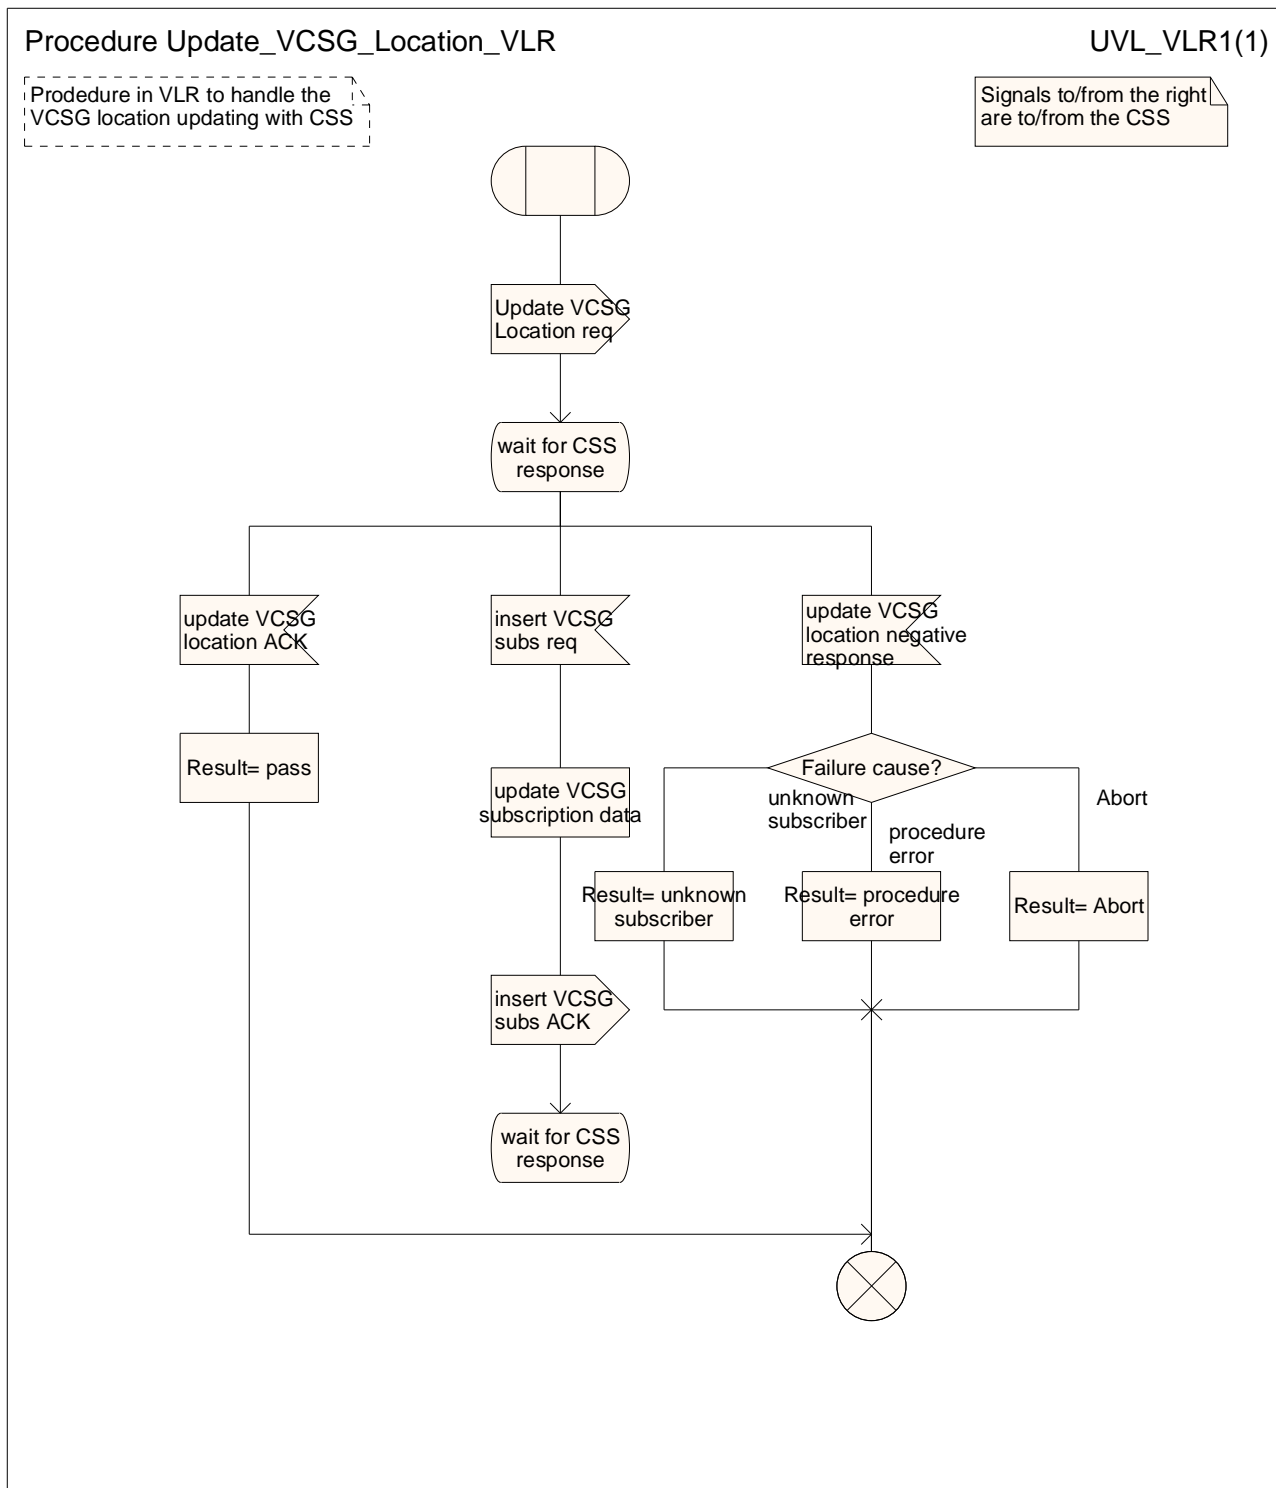 Procedure Update_VCSG_Location_VLR
UVL_VLR1(1)
Prodedure in VLR to handle the
VCSG location updating with CSS
Signals to/from the right
are to/from the CSS
Update VCSG
Location req
wait for CSS
response
update VCSG
location ACK
insert VCSG
subs req
update VCSG
location negative
response
Result= pass
update VCSG
subscription data
Failure cause?
unknown
subscriber
procedure
error
Abort
Result= unknown
subscriber
Result= procedure
error
Result= Abort
insert VCSG
subs ACK
wait for CSS
response